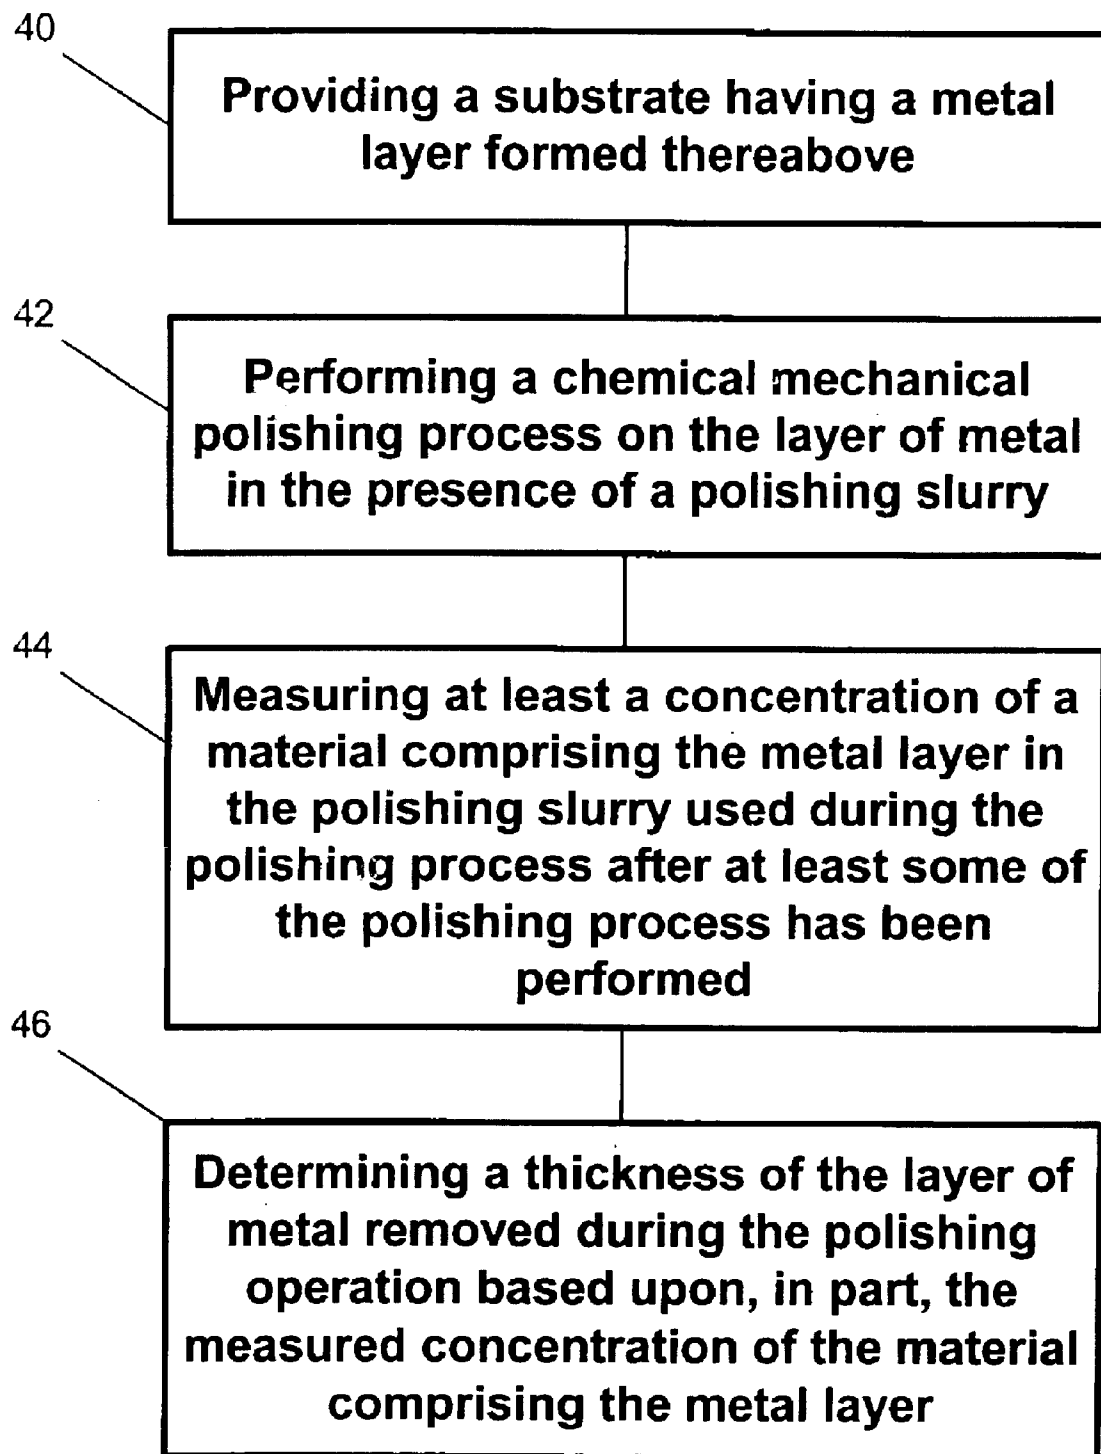 40
Providing a substrate having a metal
layer formed thereabove
42
Performing a chemical mechanical
polishing process on the layer of metal
in the presence of a polishing slurry
44
Measuring at least a concentration of a
material comprising the metal layer in
the polishing slurry used during the
polishing process after at least some of
the polishing process has been
performed
46
Determining a thickness of the layer of
metal removed during the polishing
operation based upon, in part, the
measured concentration of the material
comprising the metal layer